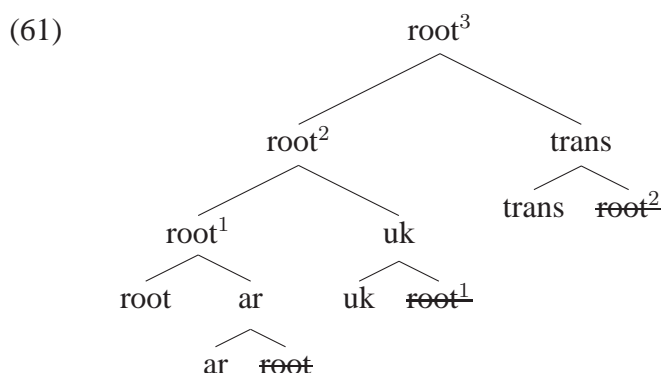 (61) root³
root² trans
trans ~~root²~~
root¹ uk
root ar uk ~~root¹~~
ar ~~root~~